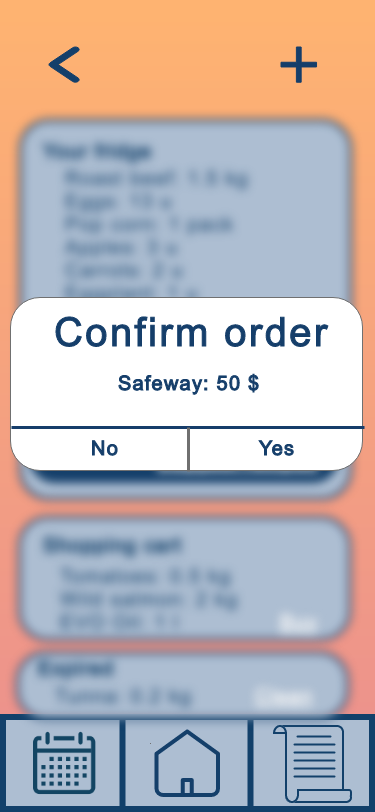 Your fridge
Roast beef: 1.5 kg
Eggs: 13 u
Pop corn: 1 pack
Apples: 3 u
Carrots: 2 u
Eggplant: 1 u
Confirm order
Safeway: 50 $
No Yes
Shopping cart
Tomatoes: 0.5 kg
Wild salmon: 2 kg
EVO Oil: 1 l
Buy
Expired
Tunna: 0.2 kg
Clean